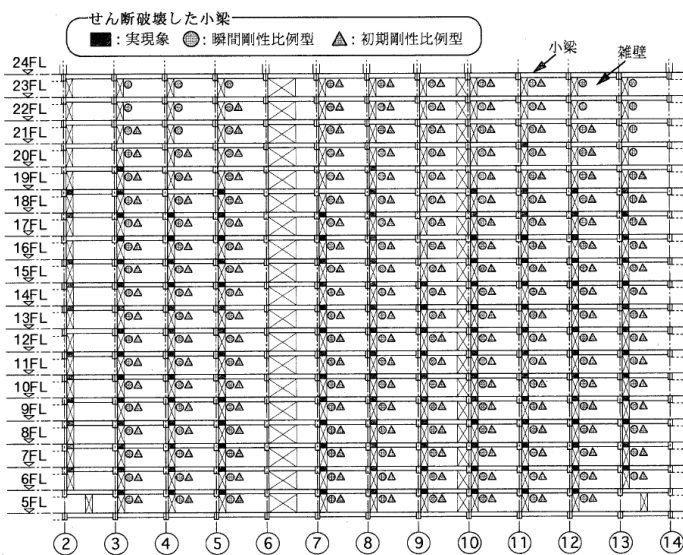 せん断破壊した小梁
■：実現象 ●：瞬間剛性比例型 ▲：初期剛性比例型
小梁
雑壁
24FL
23FL
22FL
21FL
20FL
19FL
18FL
17FL
16FL
15FL
14FL
13FL
12FL
11FL
10FL
9FL
8FL
7FL
6FL
5FL
② ③ ④ ⑤ ⑥ ⑦ ⑧ ⑨ ⑩ ⑪ ⑫ ⑬ ⑭